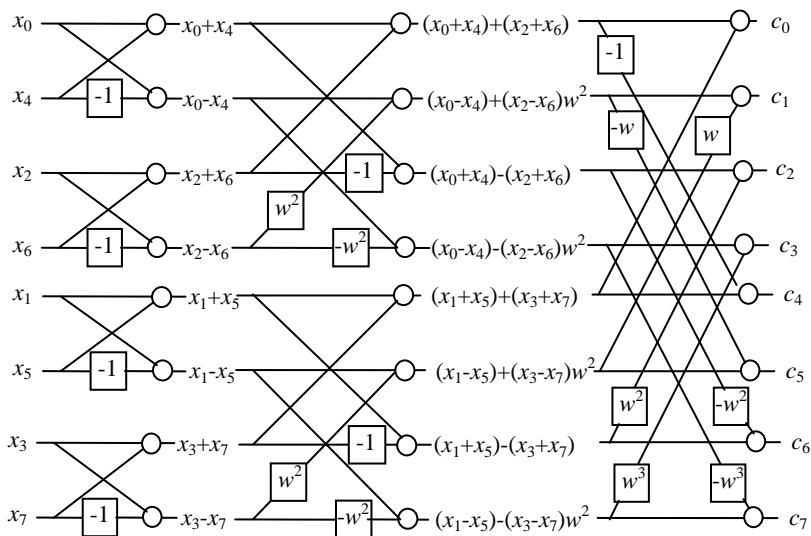 x₀ x₀+x₄ (x₀+x₄)+(x₂+x₆) c₀
-1
x₄ -1 x₀-x₄ (x₀-x₄)+(x₂-x₆)w² c₁
-w w
x₂ x₂+x₆ -1 (x₀+x₄)-(x₂+x₆) c₂
w²
x₆ -1 x₂-x₆ -w² (x₀-x₄)-(x₂-x₆)w² c₃
x₁ x₁+x₅ (x₁+x₅)+(x₃+x₇) c₄
x₅ -1 x₁-x₅ (x₁-x₅)+(x₃-x₇)w² c₅
w² -w²
x₃ x₃+x₇ -1 (x₁+x₅)-(x₃+x₇) c₆
w² w³ -w³
x₇ -1 x₃-x₇ -w² (x₁-x₅)-(x₃-x₇)w² c₇